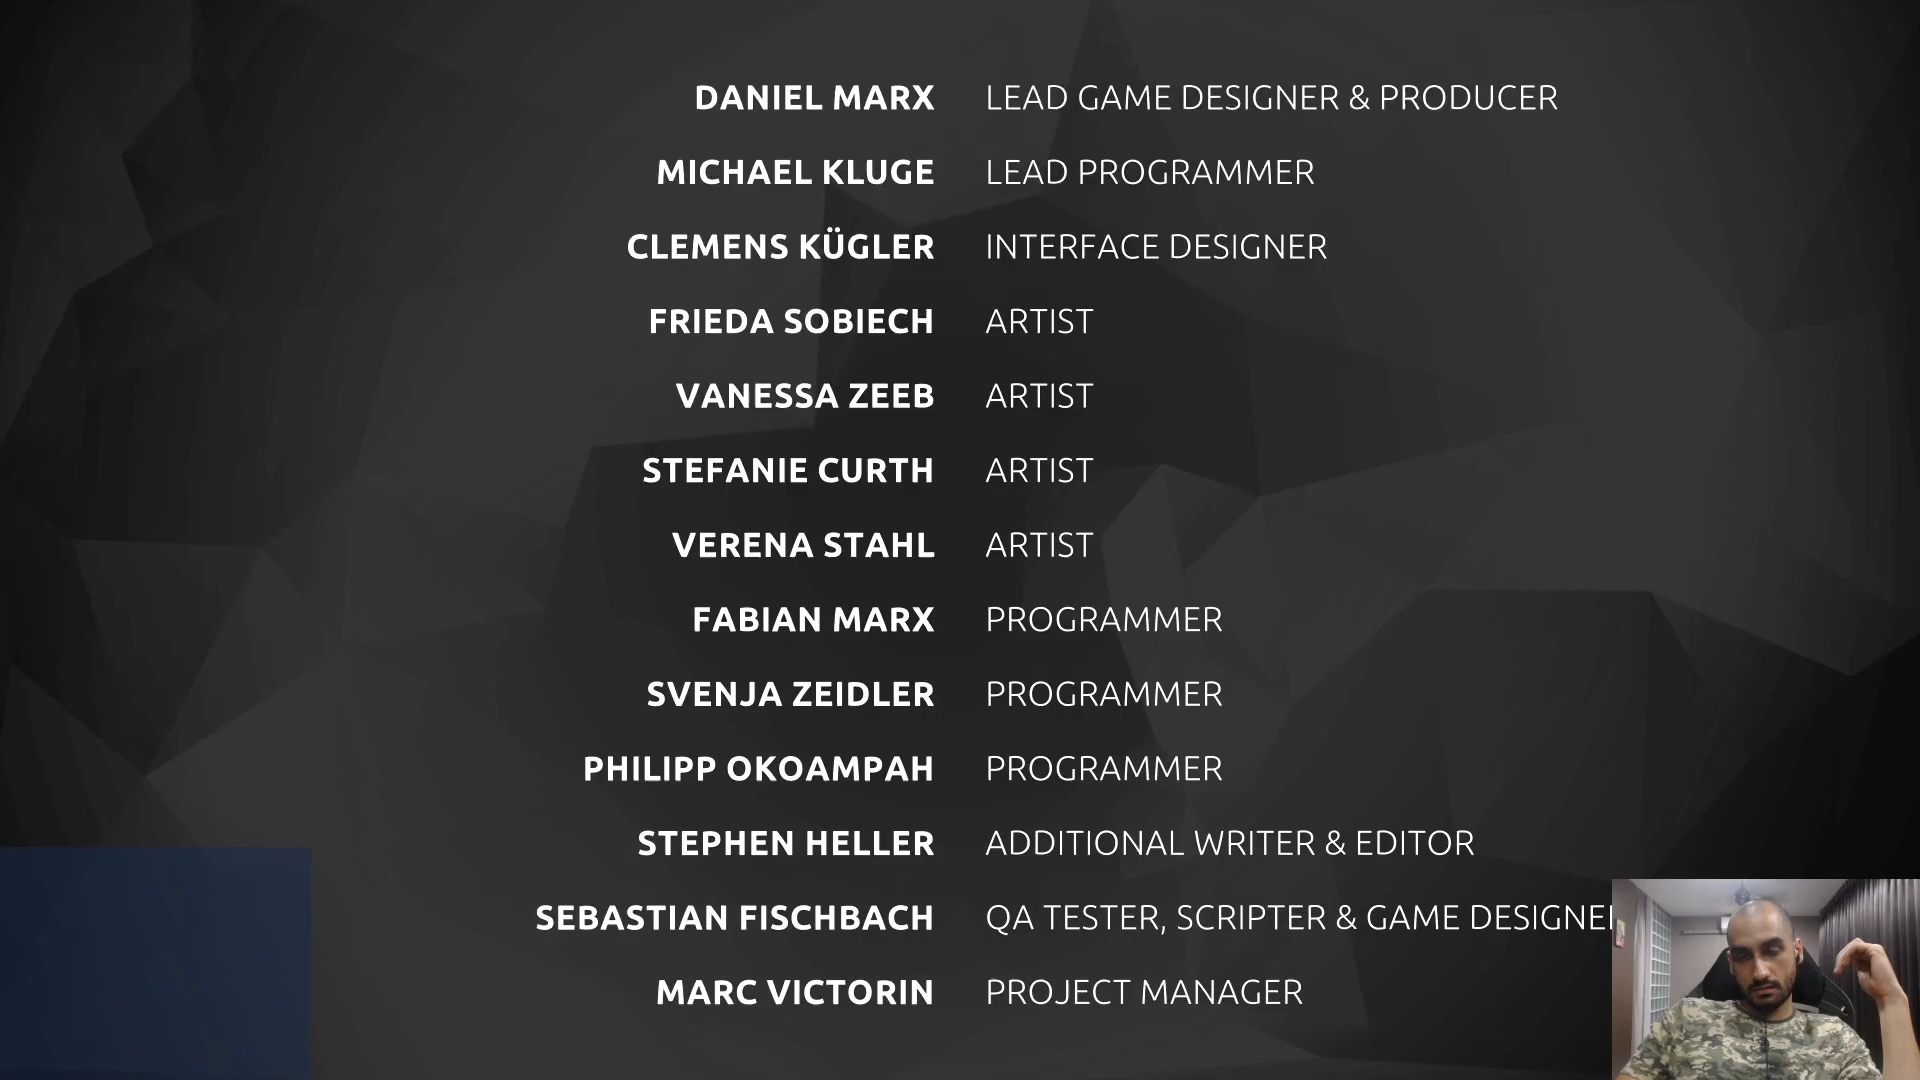 DANIEL MARX LEAD GAME DESIGNER & PRODUCER
MICHAEL KLUGE LEAD PROGRAMMER
CLEMENS KÜGLER INTERFACE DESIGNER
FRIEDA SOBIECH ARTIST
VANESSA ZEEB ARTIST
STEFANIE CURTH ARTIST
VERENA STAHL ARTIST
FABIAN MARX PROGRAMMER
SVENJA ZEIDLER PROGRAMMER
PHILIPP OKOAMPAH PROGRAMMER
STEPHEN HELLER ADDITIONAL WRITER & EDITOR
SEBASTIAN FISCHBACH QA TESTER, SCRIPTER & GAME DESIGNE
MARC VICTORIN PROJECT MANAGER